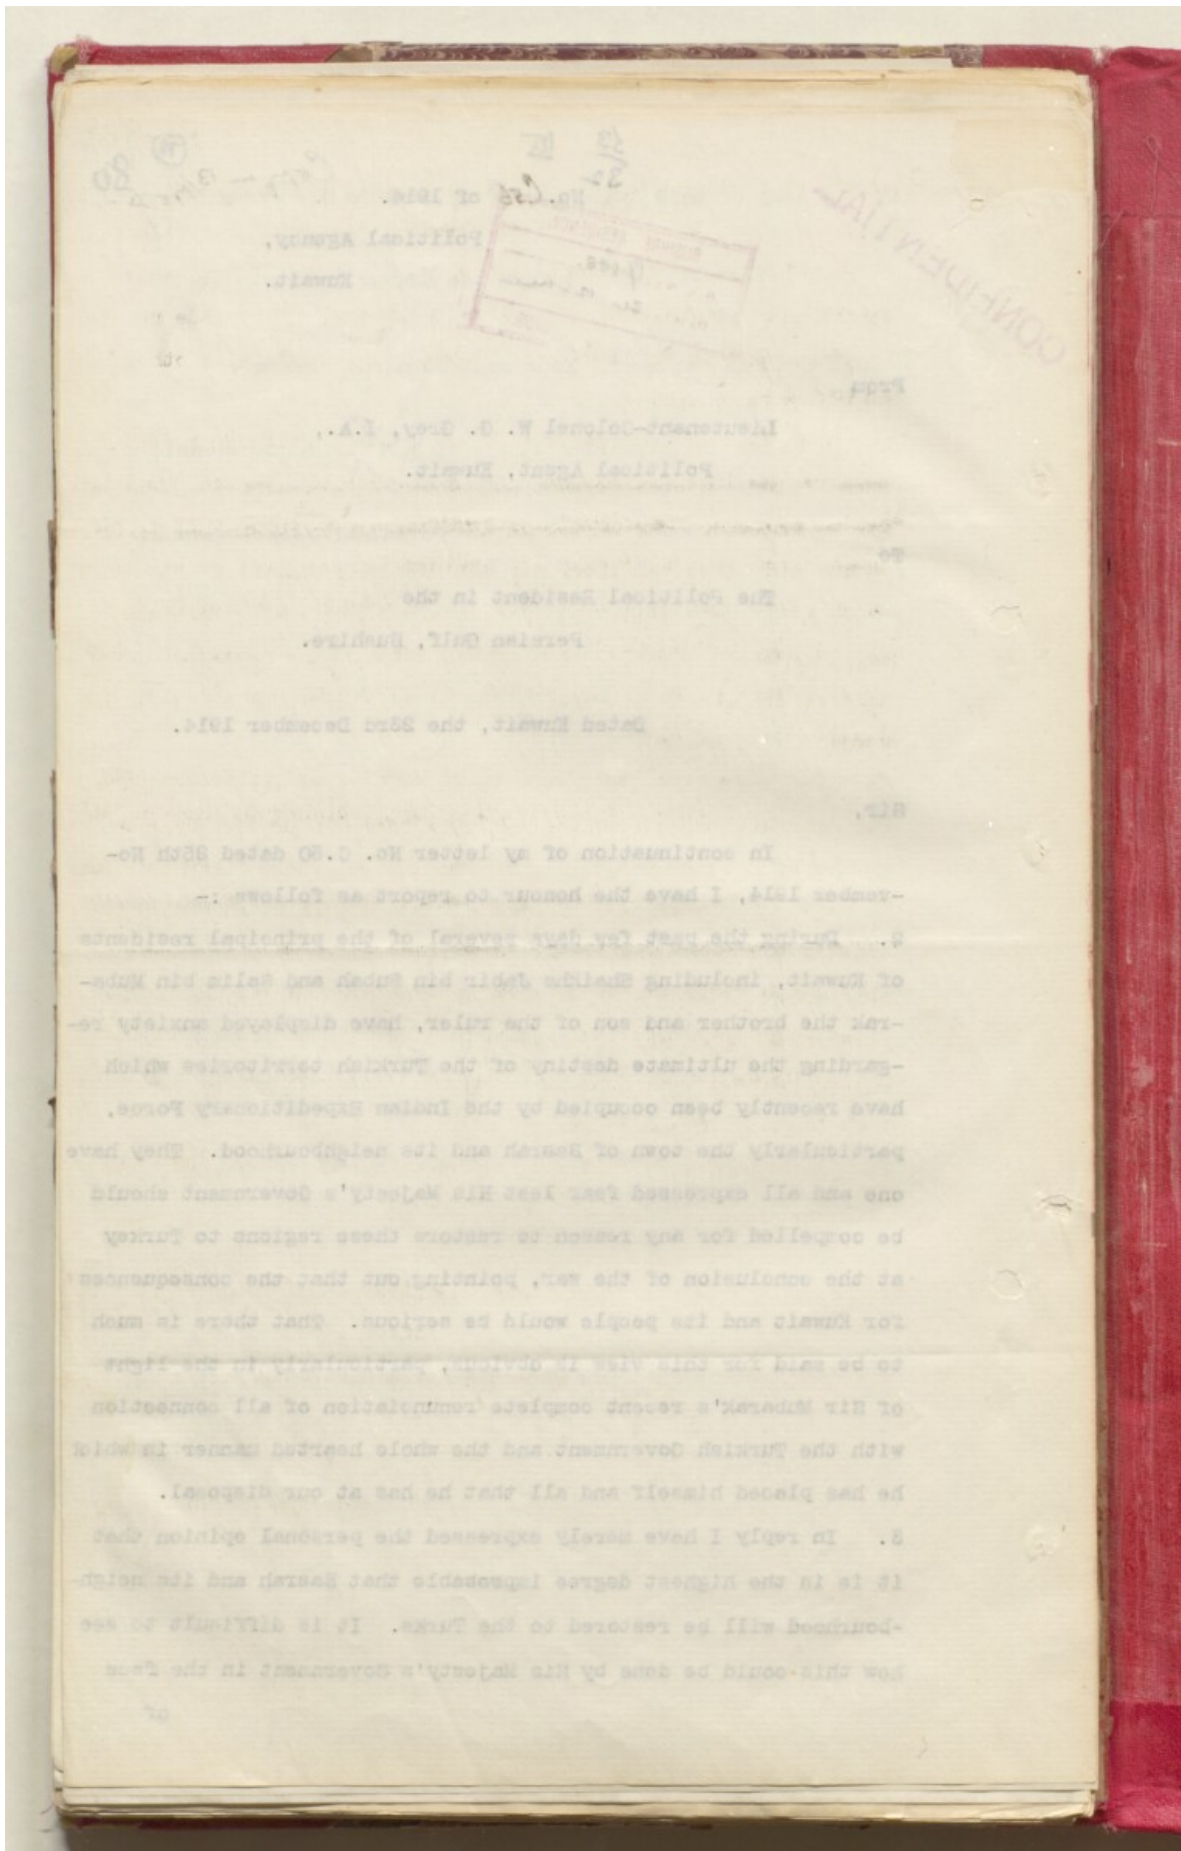 CONFIDENTIAL
No. C56 of 1914.
80
Political Agency,
Kuwait.
From
Lieutenant-Colonel W. G. Grey, I.A.,
Political Agent, Kuwait.
To
The Political Resident in the
Persian Gulf, Bushire.
Dated Kuwait, the 23rd December 1914.
Sir,
In continuation of my letter No. C.50 dated 25th No-
-vember 1914, I have the honour to report as follows :-
2. During the past few days several of the principal residents
of Kuwait, including Shaikhs Jabir bin Subah and Salim bin Muba-
-rak the brother and son of the ruler, have displayed anxiety re-
-garding the ultimate destiny of the Turkish territories which
have recently been occupied by the Indian Expeditionary Force,
particularly the town of Basrah and its neighbourhood. They have
one and all expressed fear lest His Majesty's Government should
be compelled for any reason to restore these regions to Turkey
at the conclusion of the war, pointing out that the consequences
for Kuwait and its people would be serious. That there is much
to be said for this view is obvious, particularly in the light
of Sir Mubarak's recent complete renunciation of all connection
with the Turkish Government and the whole hearted manner in which
he has placed himself and all that he has at our disposal.
3. In reply I have merely expressed the personal opinion that
it is in the highest degree improbable that Basrah and its neigh-
-bourhood will be restored to the Turks. It is difficult to see
how this could be done by His Majesty's Government in the face
of